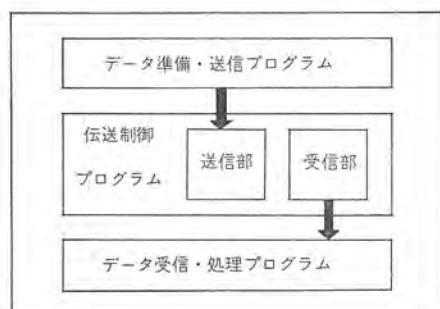 データ準備・送信プログラム
伝送制御
プログラム
送信部
受信部
データ受信・処理プログラム